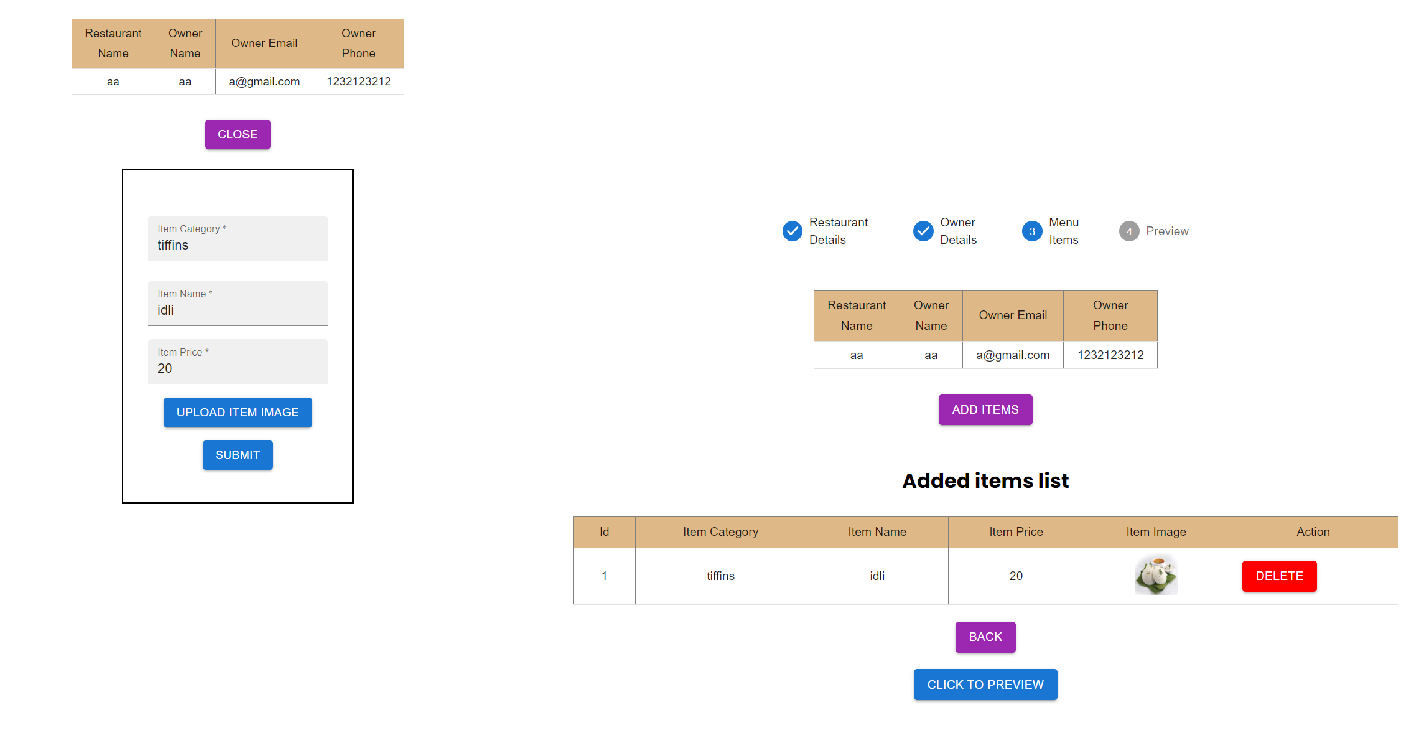 Restaurant Name Owner Name Owner Email Owner Phone
aa aa a@gmail.com 1232123212
CLOSE
Item Category *
tiffins
Item Name *
idli
Item Price *
20
UPLOAD ITEM IMAGE
SUBMIT
Restaurant Details Owner Details 3 Menu Items 4 Preview
Restaurant Name Owner Name Owner Email Owner Phone
aa aa a@gmail.com 1232123212
ADD ITEMS
Added items list
Id Item Category Item Name Item Price Item Image Action
1 tiffins idli 20 DELETE
BACK
CLICK TO PREVIEW